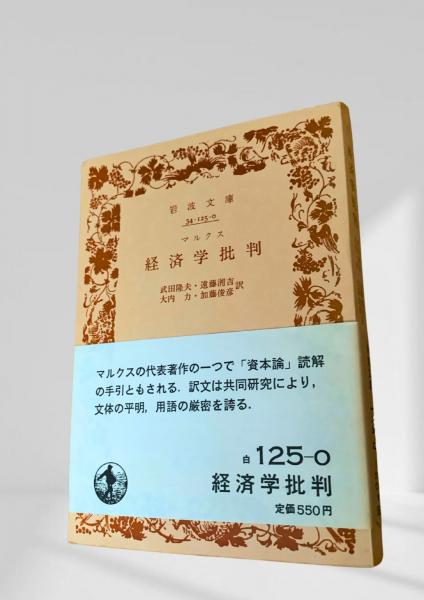 岩波文庫
34-125-0
マルクス
経済学批判
武田隆夫・遠藤湘吉
大内 力・加藤俊彦
訳
マルクスの代表著作の一つで「資本論」読解
の手引ともされる．訳文は共同研究により，
文体の平明，用語の厳密を誇る．
白 125-0
経済学批判
定価550円